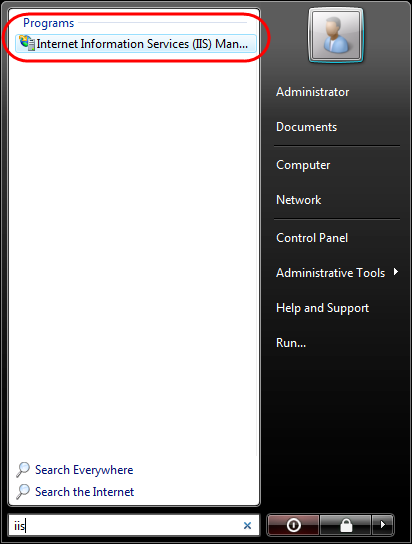 Programs
Internet Information Services (IIS) Man...
Search Everywhere
Search the Internet
iis
Administrator
Documents
Computer
Network
Control Panel
Administrative Tools
Help and Support
Run...